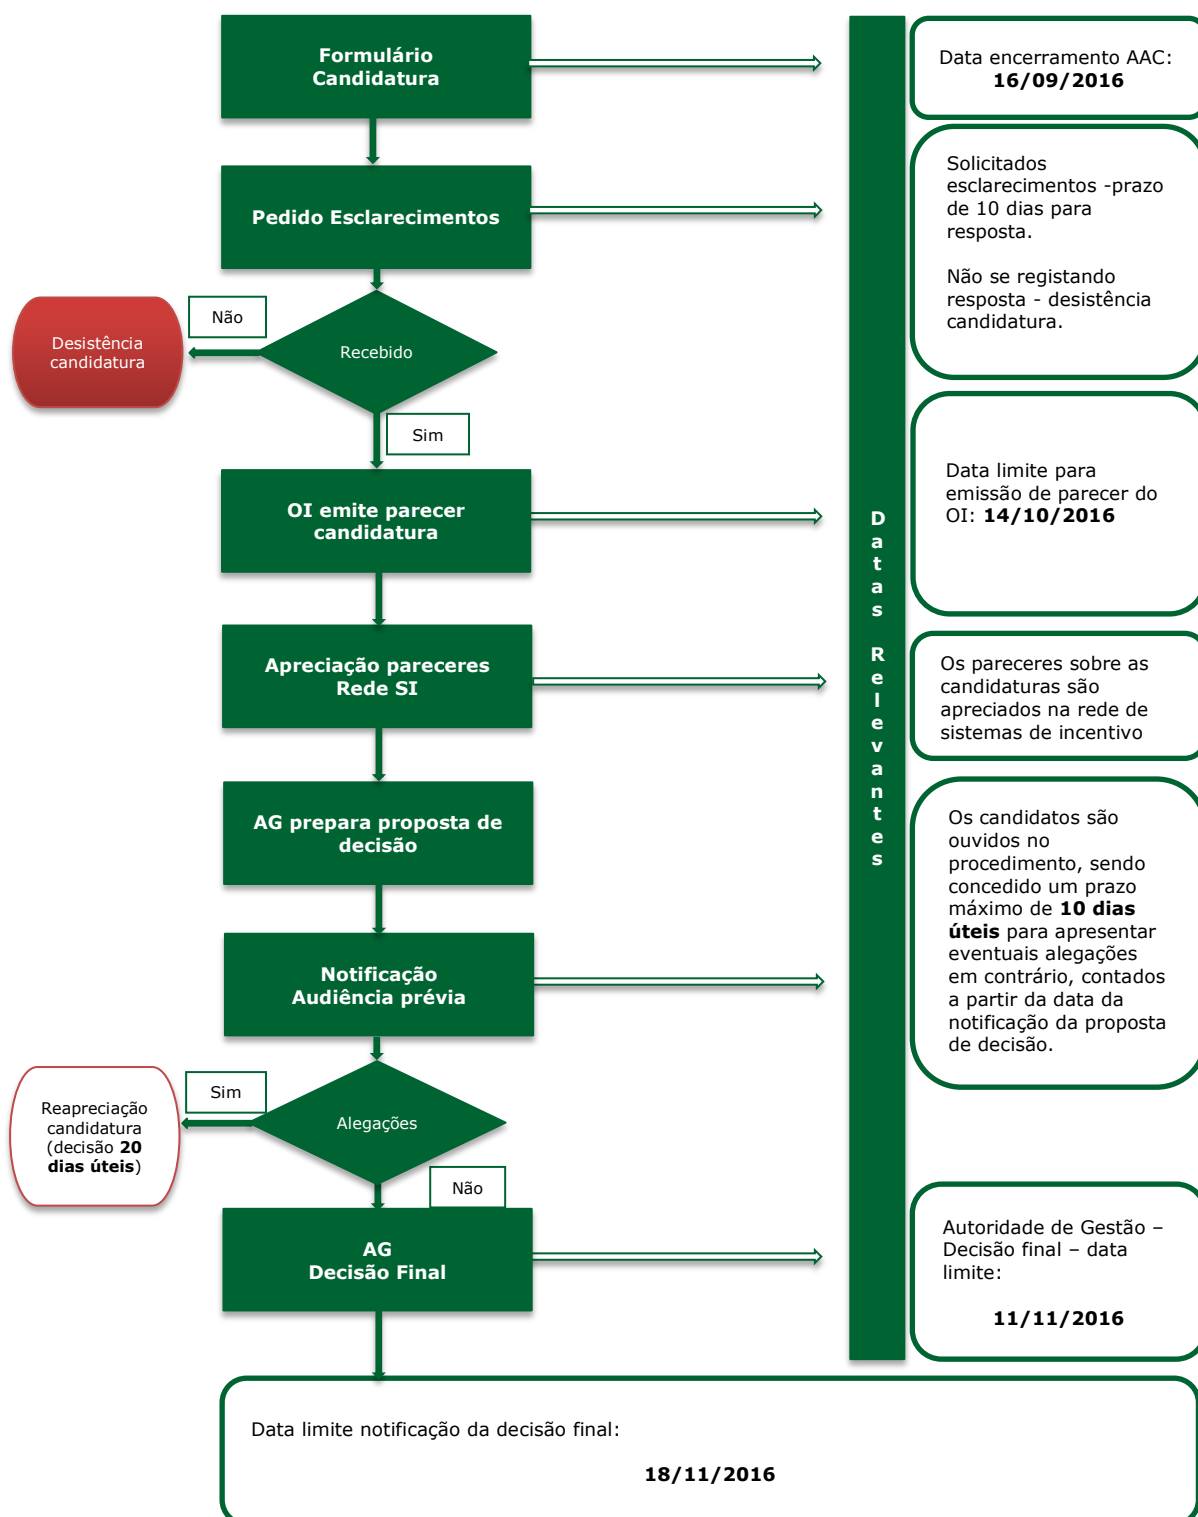 Formulário
Candidatura
Data encerramento AAC:
16/09/2016
Pedido Esclarecimentos
Solicitados
esclarecimentos -prazo
de 10 dias para
resposta.
Não se registando
resposta - desistência
candidatura.
Não
Desistência
candidatura
Recebido
Sim
OI emite parecer
candidatura
Data limite para
emissão de parecer do
OI: 14/10/2016
Datas Relevantes
Apreciação pareceres
Rede SI
Os pareceres sobre as
candidaturas são
apreciados na rede de
sistemas de incentivo
AG prepara proposta de
decisão
Notificação
Audiência prévia
Os candidatos são
ouvidos no
procedimento, sendo
concedido um prazo
máximo de 10 dias
úteis para apresentar
eventuais alegações
em contrário, contados
a partir da data da
notificação da proposta
de decisão.
Sim
Reapreciação
candidatura
(decisão 20
dias úteis)
Alegações
Não
AG
Decisão Final
Autoridade de Gestão –
Decisão final – data
limite:
11/11/2016
Data limite notificação da decisão final:
18/11/2016